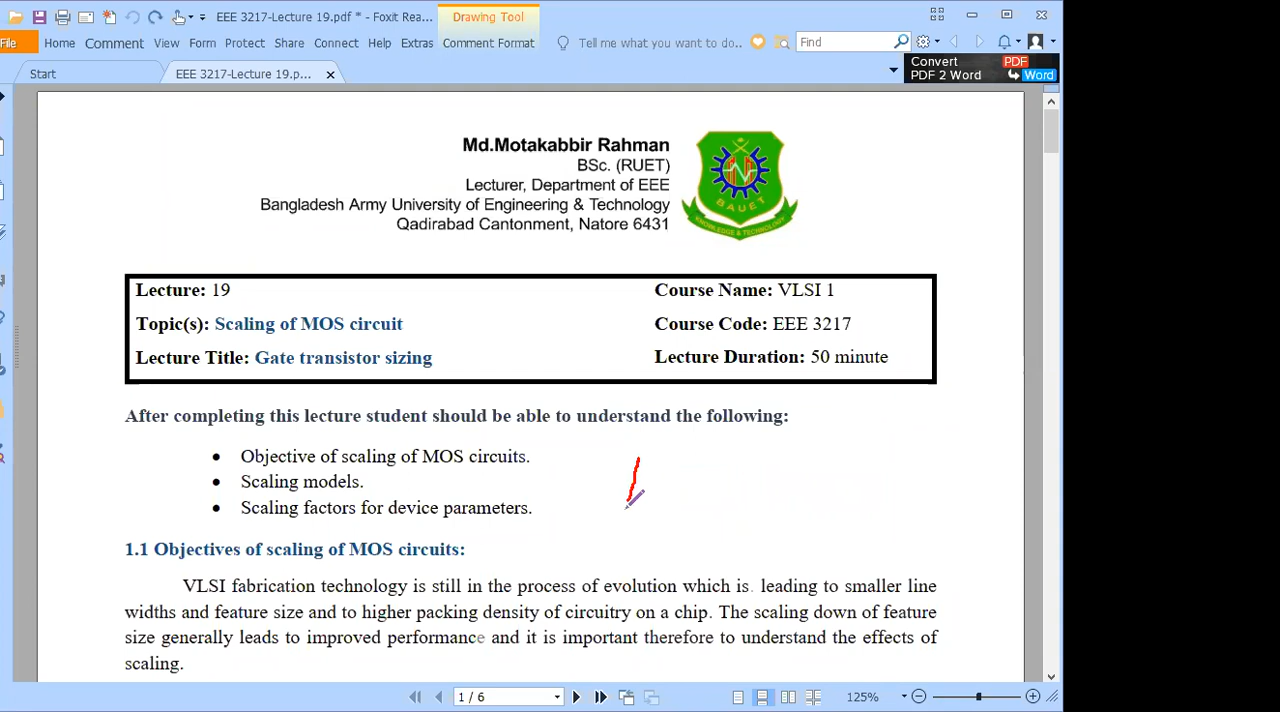 EEE 3217-Lecture 19.pdf * - Foxit Rea...
Drawing Tool
File
Home
Comment
View
Form
Protect
Share
Connect
Help
Extras
Comment Format
Tell me what you want to do..
Find
Start
EEE 3217-Lecture 19.p...
Convert
PDF
PDF 2 Word
Word
Md.Motakabbir Rahman
BSc. (RUET)
Lecturer, Department of EEE
Bangladesh Army University of Engineering & Technology
Qadirabad Cantonment, Natore 6431
BAUET
KNOWLEDGE & TECHNOLOGY
Lecture: 19
Course Name: VLSI 1
Topic(s): Scaling of MOS circuit
Course Code: EEE 3217
Lecture Title: Gate transistor sizing
Lecture Duration: 50 minute
After completing this lecture student should be able to understand the following:
• Objective of scaling of MOS circuits.
• Scaling models.
• Scaling factors for device parameters.
1.1 Objectives of scaling of MOS circuits:
VLSI fabrication technology is still in the process of evolution which is. leading to smaller line
widths and feature size and to higher packing density of circuitry on a chip. The scaling down of feature
size generally leads to improved performance and it is important therefore to understand the effects of
scaling.
1 / 6
125%